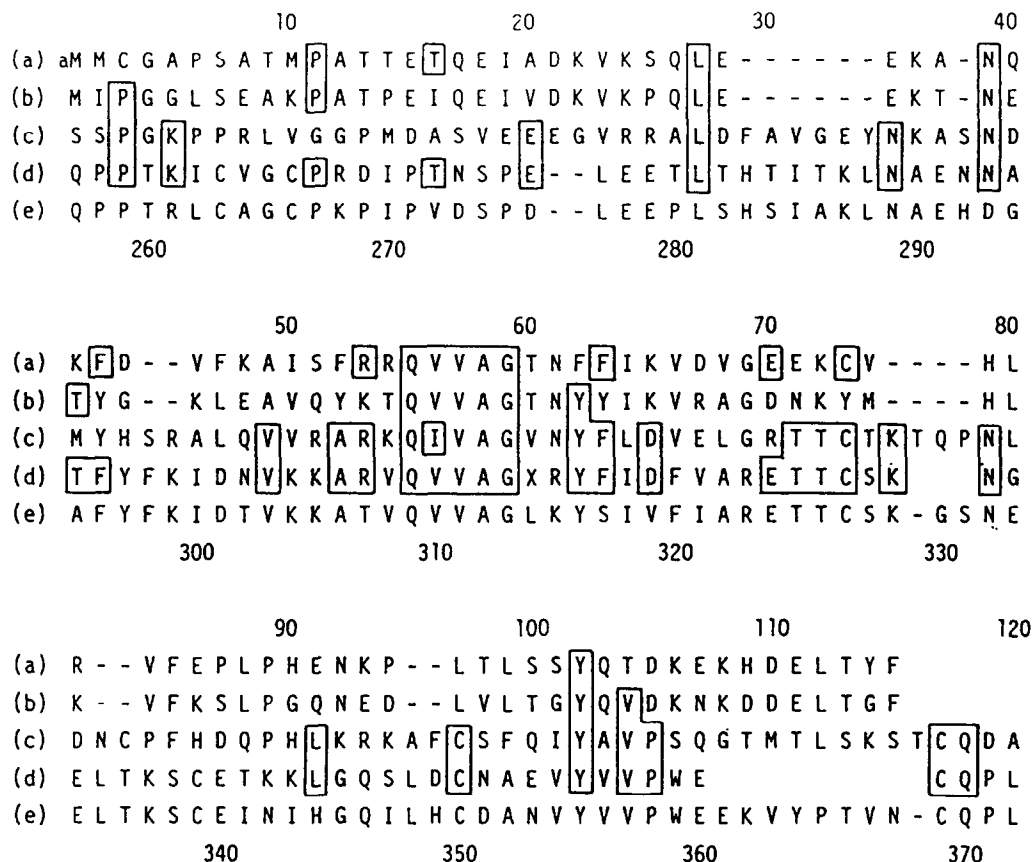 10 20 30 40
(a) aM M C G A P S A T M P A T T E T Q E I A D K V K S Q L E - - - - - - E K A - N Q
(b) M I P G G L S E A K P A T P E I Q E I V D K V K P Q L E - - - - - - E K T - N E
(c) S S P G K P P R L V G G P M D A S V E E E G V R R A L D F A V G E Y N K A S N D
(d) Q P P T K I C V G C P R D I P T N S P E - - L E E T L T H T I T K L N A E N N A
(e) Q P P T R L C A G C P K P I P V D S P D - - L E E P L S H S I A K L N A E H D G
260 270 280 290
50 60 70 80
(a) K F D - - V F K A I S F R R Q V V A G T N F F I K V D V G E E K C V - - - - H L
(b) T Y G - - K L E A V Q Y K T Q V V A G T N Y Y I K V R A G D N K Y M - - - - H L
(c) M Y H S R A L Q V V R A R K Q I V A G V N Y F L D V E L G R T T C T K T Q P N L
(d) T F Y F K I D N V K K A R V Q V V A G X R Y F I D F V A R E T T C S K N G
(e) A F Y F K I D T V K K A T V Q V V A G L K Y S I V F I A R E T T C S K - G S N E
300 310 320 330
90 100 110 120
(a) R - - V F E P L P H E N K P - - L T L S S Y Q T D K E K H D E L T Y F
(b) K - - V F K S L P G Q N E D - - L V L T G Y Q V D K N K D D E L T G F
(c) D N C P F H D Q P H L K R K A F C S F Q I Y A V P S Q G T M T L S K S T C Q D A
(d) E L T K S C E T K K L G Q S L D C N A E V Y V V P W E C Q P L
(e) E L T K S C E I N I H G Q I L H C D A N V Y V V P W E E K V Y P T V N - C Q P L
340 350 360 370